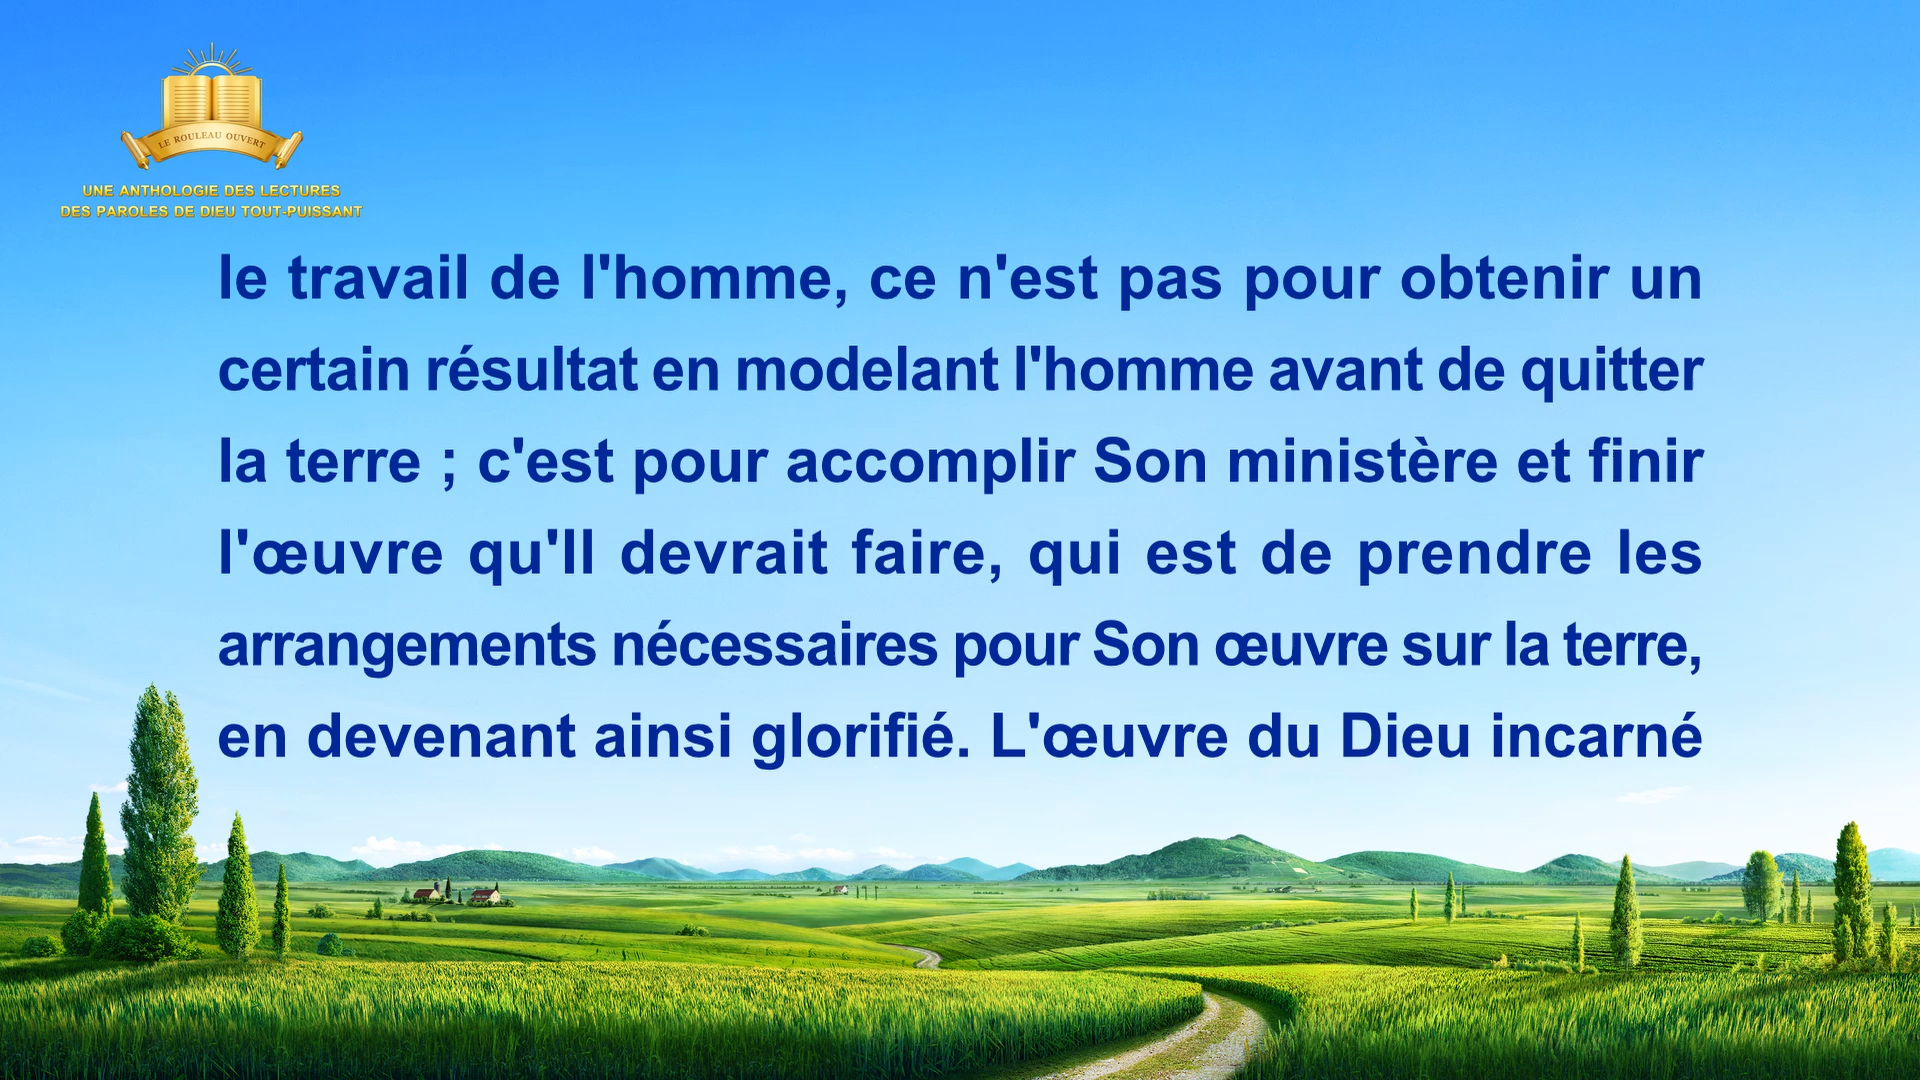 LE ROULEAU OUVERT
UNE ANTHOLOGIE DES LECTURES
DES PAROLES DE DIEU TOUT-PUISSANT
le travail de l'homme, ce n'est pas pour obtenir un
certain résultat en modelant l'homme avant de quitter
la terre ; c'est pour accomplir Son ministère et finir
l'œuvre qu'Il devrait faire, qui est de prendre les
arrangements nécessaires pour Son œuvre sur la terre,
en devenant ainsi glorifié. L'œuvre du Dieu incarné